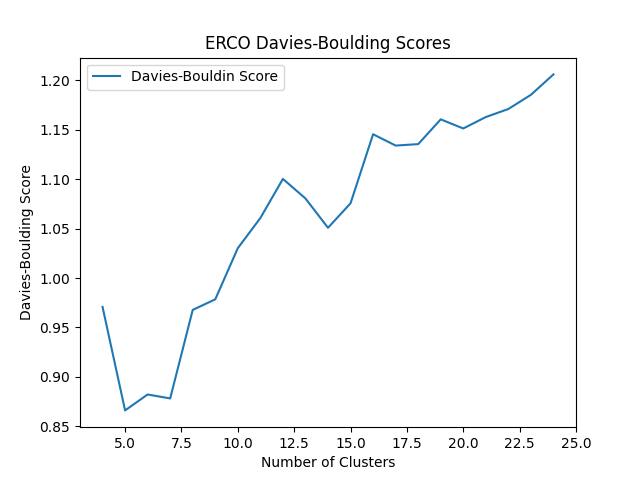 ERCO Davies-Boulding Scores
Davies-Bouldin Score
Davies-Boulding Score
1.20
1.15
1.10
1.05
1.00
0.95
0.90
0.85
5.0 7.5 10.0 12.5 15.0 17.5 20.0 22.5 25.0
Number of Clusters